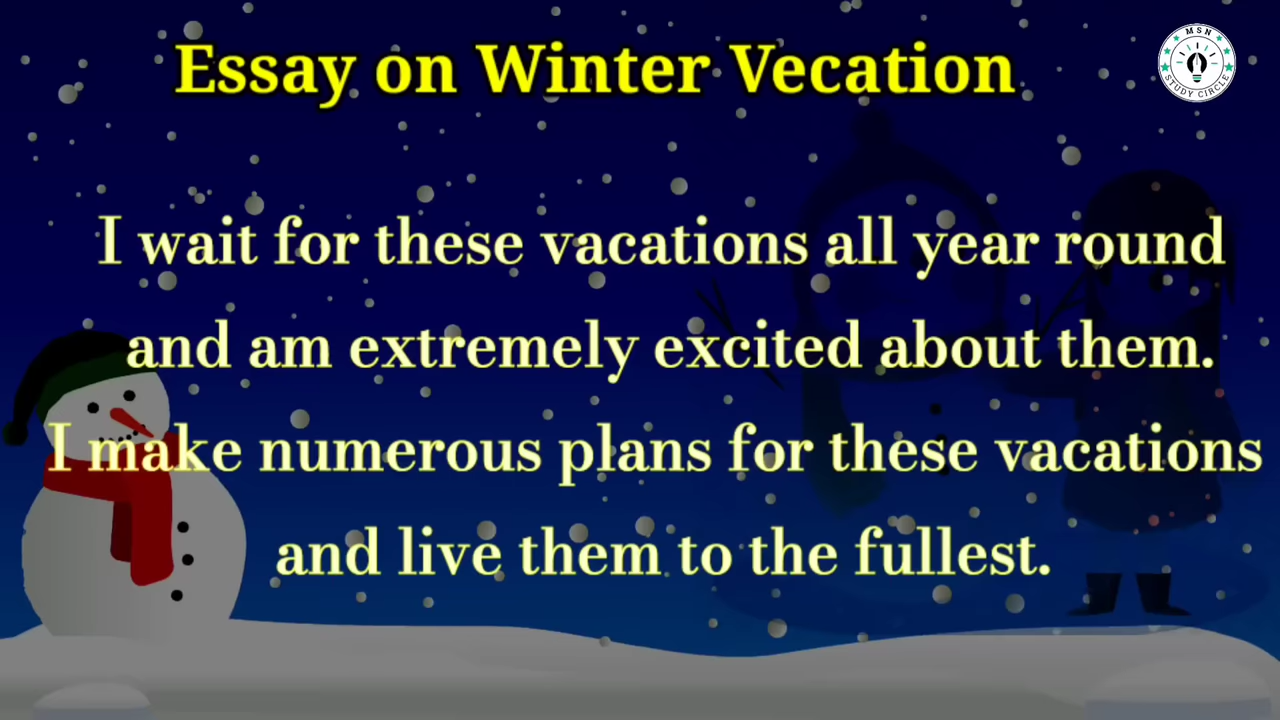 Essay on Winter Vecation
MSN
STUDY CIRCLE
I wait for these vacations all year round
and am extremely excited about them.
I make numerous plans for these vacations
and live them to the fullest.